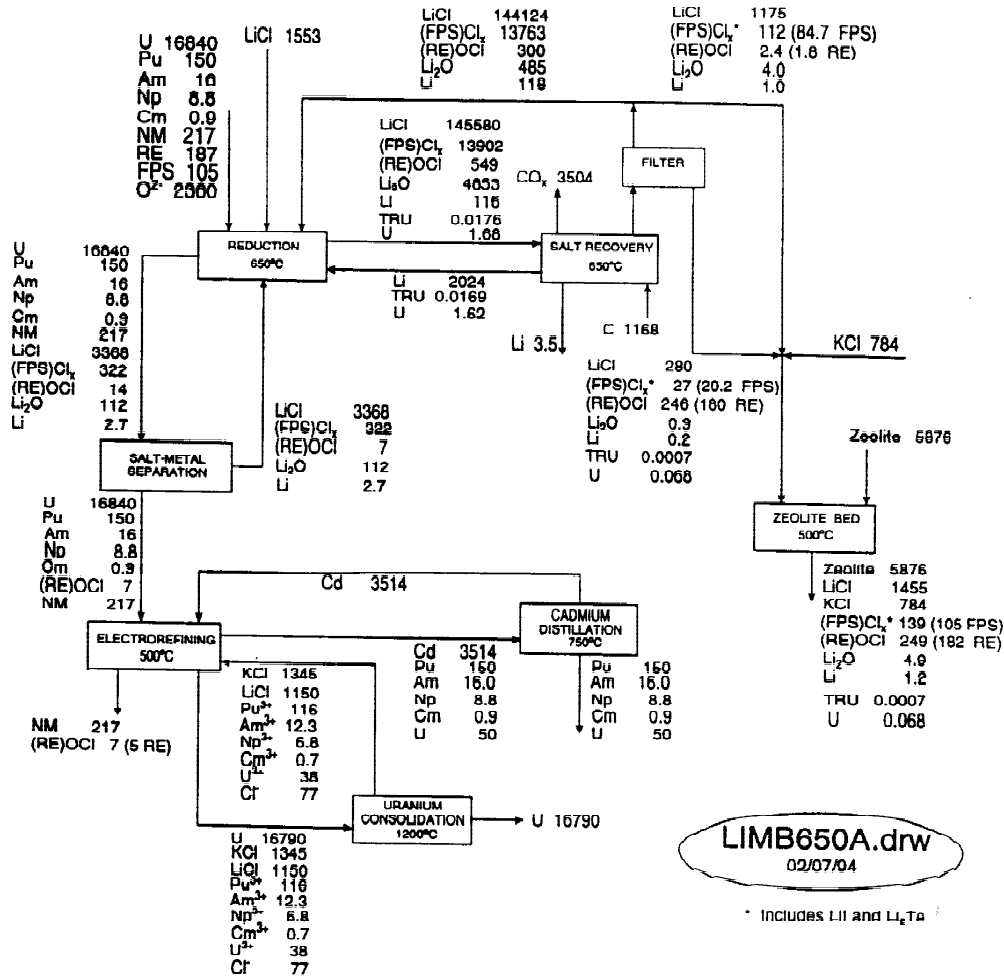 U 16840
Pu 150
Am 16
Np 8.8
Cm 0.9
NM 217
RE 187
FPS 105
O²⁻ 2300
LiCl 1553
LiCl 144124
(FPS)Clₓ 13763
(RE)OCl 300
Li₂O 485
Li 119
LiCl 1175
(FPS)Clₓ* 112 (84.7 FPS)
(RE)OCl 2.4 (1.8 RE)
Li₂O 4.0
Li 1.0
LiCl 145580
(FPS)Clₓ 13902
(RE)OCl 549
Li₂O 4853
Li 116
TRU 0.0176
U 1.68
COₓ 3504
FILTER
REDUCTION
650°C
SALT RECOVERY
650°C
Li 2024
TRU 0.0169
U 1.62
C 1168
Li 3.5
KCl 784
U 16840
Pu 150
Am 16
Np 8.8
Cm 0.9
NM 217
LiCl 3368
(FPS)Clₓ 322
(RE)OCl 14
Li₂O 112
Li 2.7
LiCl 280
(FPS)Clₓ* 27 (20.2 FPS)
(RE)OCl 246 (180 RE)
Li₂O 0.9
Li 0.2
TRU 0.0007
U 0.068
LiCl 3368
(FPS)Clₓ 322
(RE)OCl 7
Li₂O 112
Li 2.7
SALT-METAL
SEPARATION
Zeolite 5876
ZEOLITE BED
500°C
U 16840
Pu 150
Am 16
Np 8.8
Cm 0.9
(RE)OCl 7
NM 217
Cd 3514
Zeolite 5876
LiCl 1455
KCl 784
(FPS)Clₓ* 139 (105 FPS)
(RE)OCl 249 (182 RE)
Li₂O 4.9
Li 1.2
TRU 0.0007
U 0.068
ELECTROREFINING
500°C
CADMIUM
DISTILLATION
750°C
Cd 3514
Pu 150
Am 16.0
Np 8.8
Cm 0.9
U 50
Pu 150
Am 16.0
Np 8.8
Cm 0.9
U 50
KCl 1345
LiCl 1150
Pu³⁺ 116
Am³⁺ 12.3
Np³⁺ 6.8
Cm³⁺ 0.7
U³⁺ 38
Cl⁻ 77
NM 217
(RE)OCl 7 (5 RE)
URANIUM
CONSOLIDATION
1200°C
U 16790
U 16790
KCl 1345
LiCl 1150
Pu³⁺ 116
Am³⁺ 12.3
Np³⁺ 6.8
Cm³⁺ 0.7
U³⁺ 38
Cl⁻ 77
LIMB650A.drw
02/07/94
* Includes LiI and Li₂Te